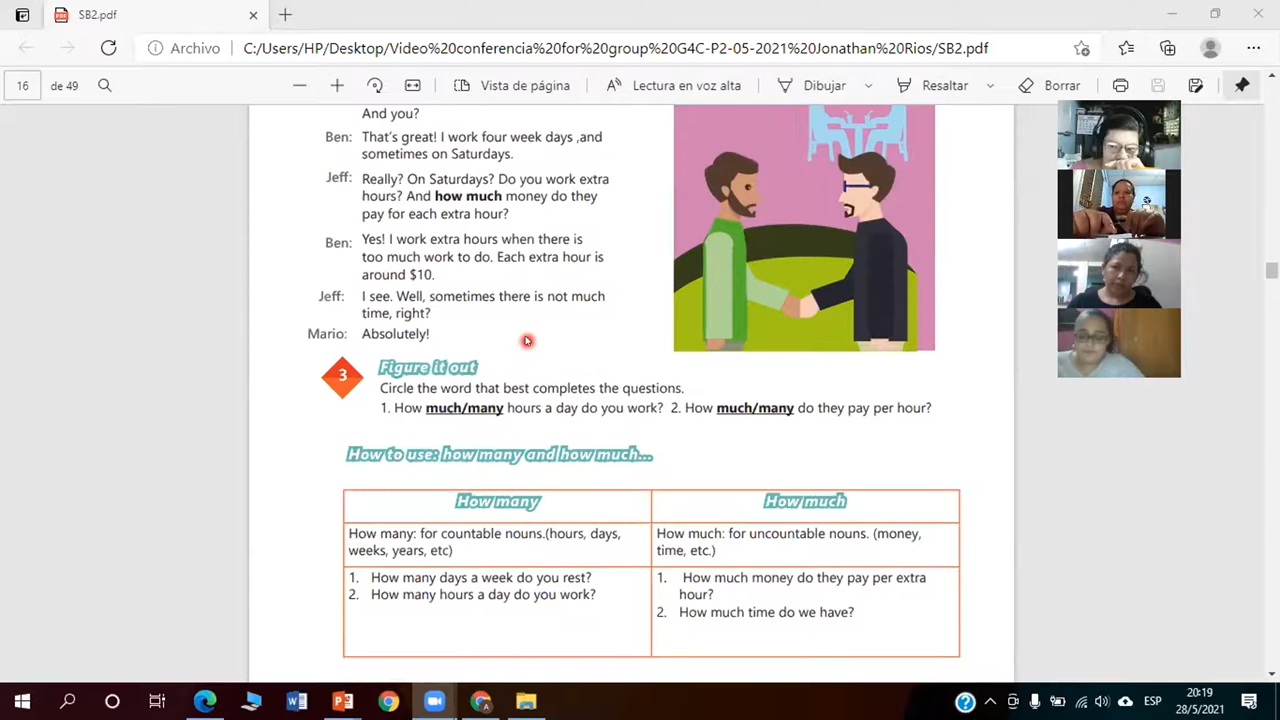 SB2.pdf
Archivo
C:/Users/HP/Desktop/Video%20conferencia%20for%20group%20G4C-P2-05-2021%20Jonathan%20Rios/SB2.pdf
16
de 49
Vista de página
Lectura en voz alta
Dibujar
Resaltar
Borrar
And you?
Ben: That's great! I work four week days ,and
sometimes on Saturdays.
Jeff: Really? On Saturdays? Do you work extra
hours? And how much money do they
pay for each extra hour?
Ben: Yes! I work extra hours when there is
too much work to do. Each extra hour is
around $10.
Jeff: I see. Well, sometimes there is not much
time, right?
Mario: Absolutely!
3
Figure it out
Circle the word that best completes the questions.
1. How much/many hours a day do you work? 2. How much/many do they pay per hour?
How to use: how many and how much...
How many
How much
How many: for countable nouns.(hours, days,
weeks, years, etc)
How much: for uncountable nouns. (money,
time, etc.)
1. How many days a week do you rest?
2. How many hours a day do you work?
1. How much money do they pay per extra
hour?
2. How much time do we have?
ESP
20:19
28/5/2021